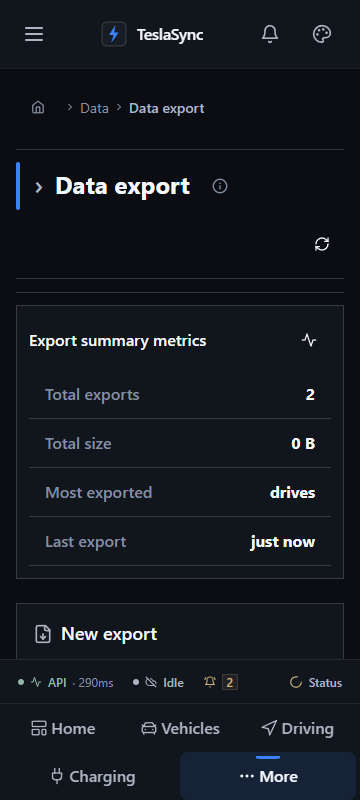 TeslaSync
Data
Data export
Data export
Export summary metrics
Total exports 2
Total size 0 B
Most exported drives
Last export just now
New export
API · 290ms Idle 2 Status
Home Vehicles Driving
Charging More